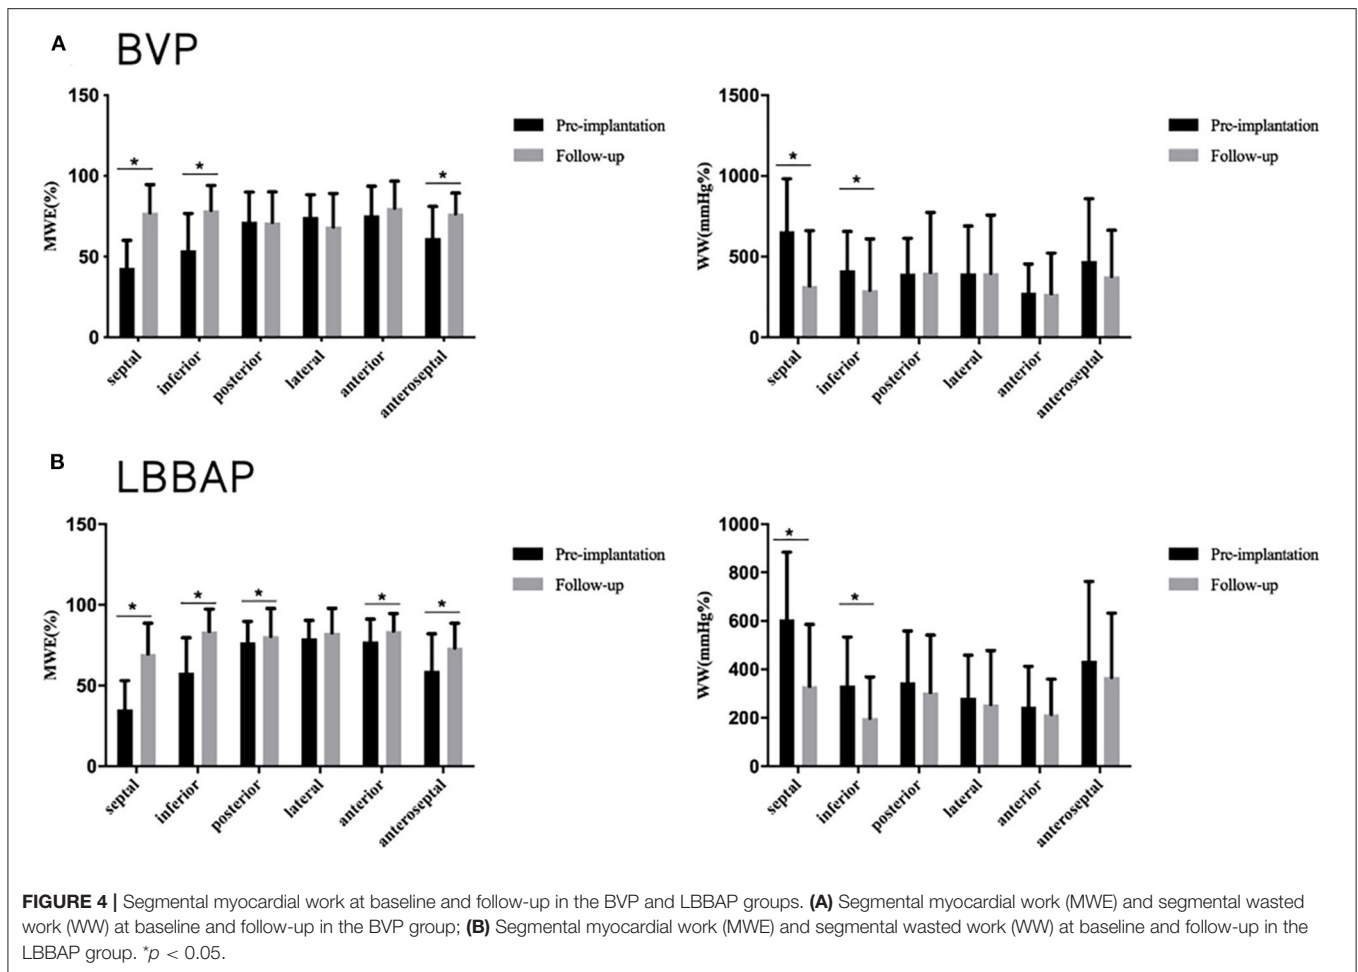 A BVP
150
100
50
0
MWE(%)
* * *
septal inferior posterior lateral anterior anteroseptal
Pre-implantation
Follow-up
1500
1000
500
0
WW(mmHg%)
* *
septal inferior posterior lateral anterior anteroseptal
Pre-implantation
Follow-up
B LBBAP
150
100
50
0
MWE(%)
* * * * *
septal inferior posterior lateral anterior anteroseptal
Pre-implantation
Follow-up
1000
800
600
400
200
0
WW(mmHg%)
* *
septal inferior posterior lateral anterior anteroseptal
Pre-implantation
Follow-up
FIGURE 4 | Segmental myocardial work at baseline and follow-up in the BVP and LBBAP groups. (A) Segmental myocardial work (MWE) and segmental wasted
work (WW) at baseline and follow-up in the BVP group; (B) Segmental myocardial work (MWE) and segmental wasted work (WW) at baseline and follow-up in the
LBBAP group. *p < 0.05.